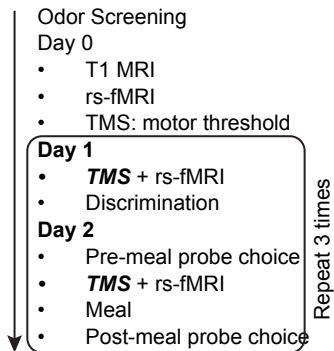 Odor Screening
Day 0
• T1 MRI
• rs-fMRI
• TMS: motor threshold
Day 1
• TMS + rs-fMRI
• Discrimination
Day 2
• Pre-meal probe choice
• TMS + rs-fMRI
• Meal
• Post-meal probe choice
Repeat 3 times